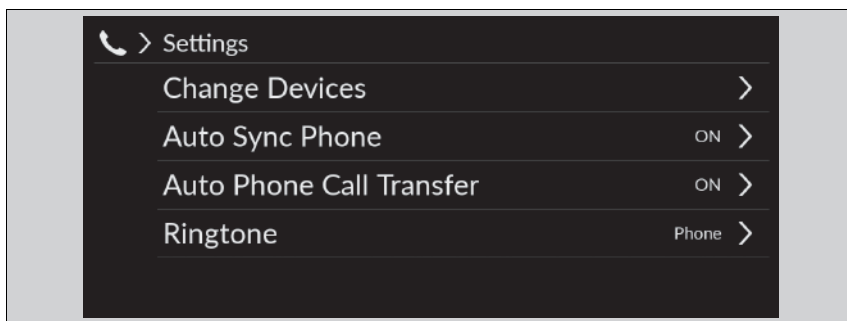 Settings
Change Devices
Auto Sync Phone ON
Auto Phone Call Transfer ON
Ringtone Phone